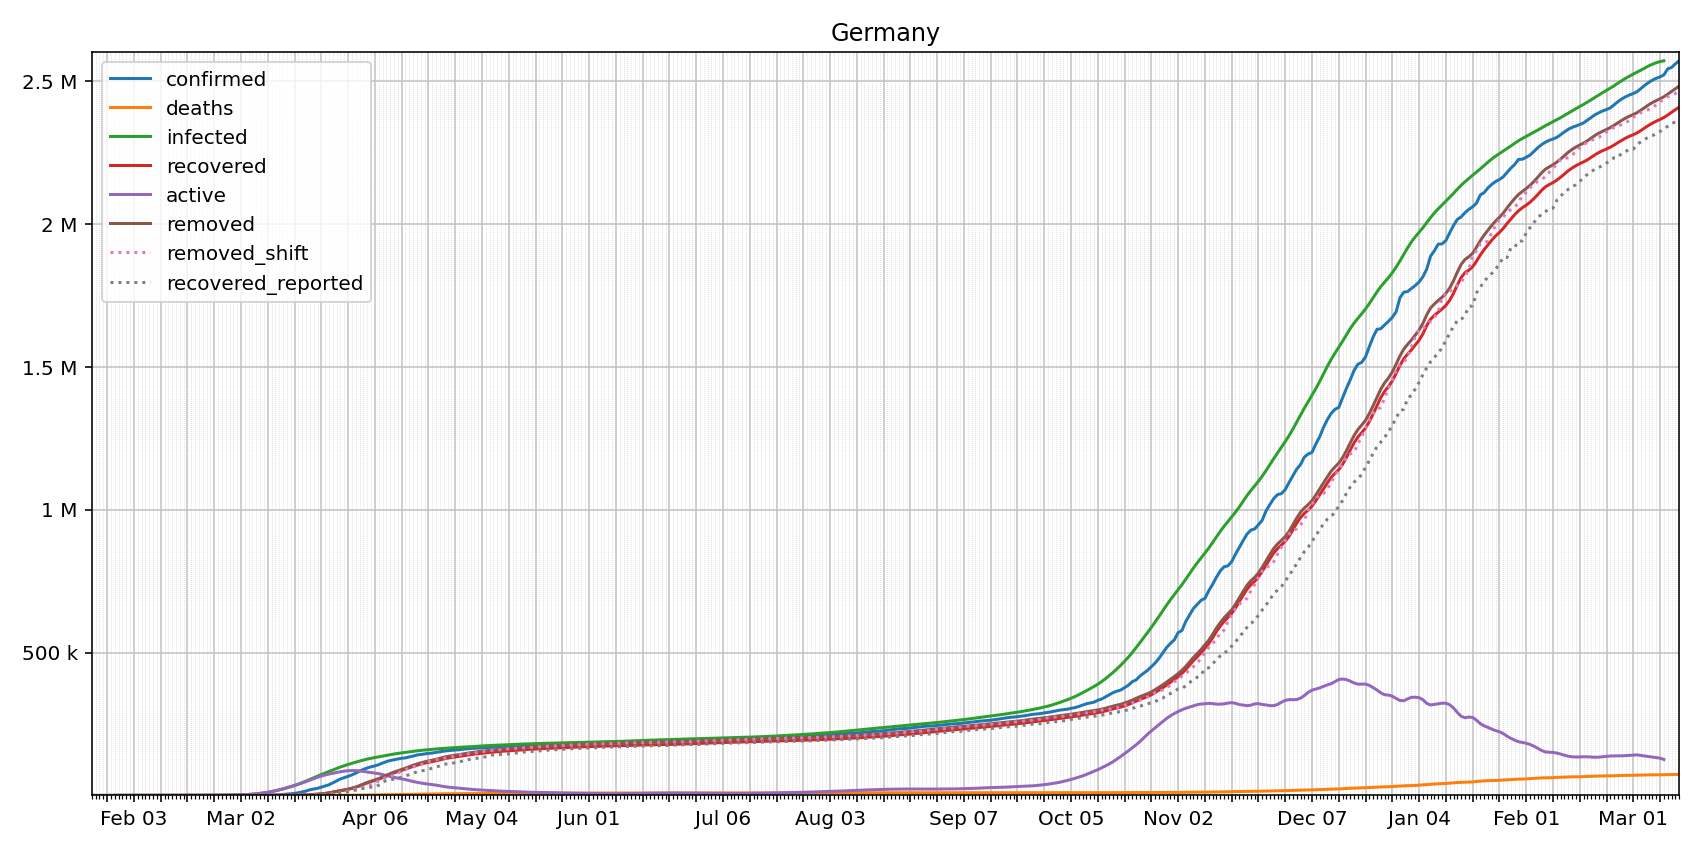 Germany
confirmed
deaths
infected
recovered
active
removed
removed_shift
recovered_reported
2.5 M
2 M
1.5 M
1 M
500 k
Feb 03 Mar 02 Apr 06 May 04 Jun 01 Jul 06 Aug 03 Sep 07 Oct 05 Nov 02 Dec 07 Jan 04 Feb 01 Mar 01